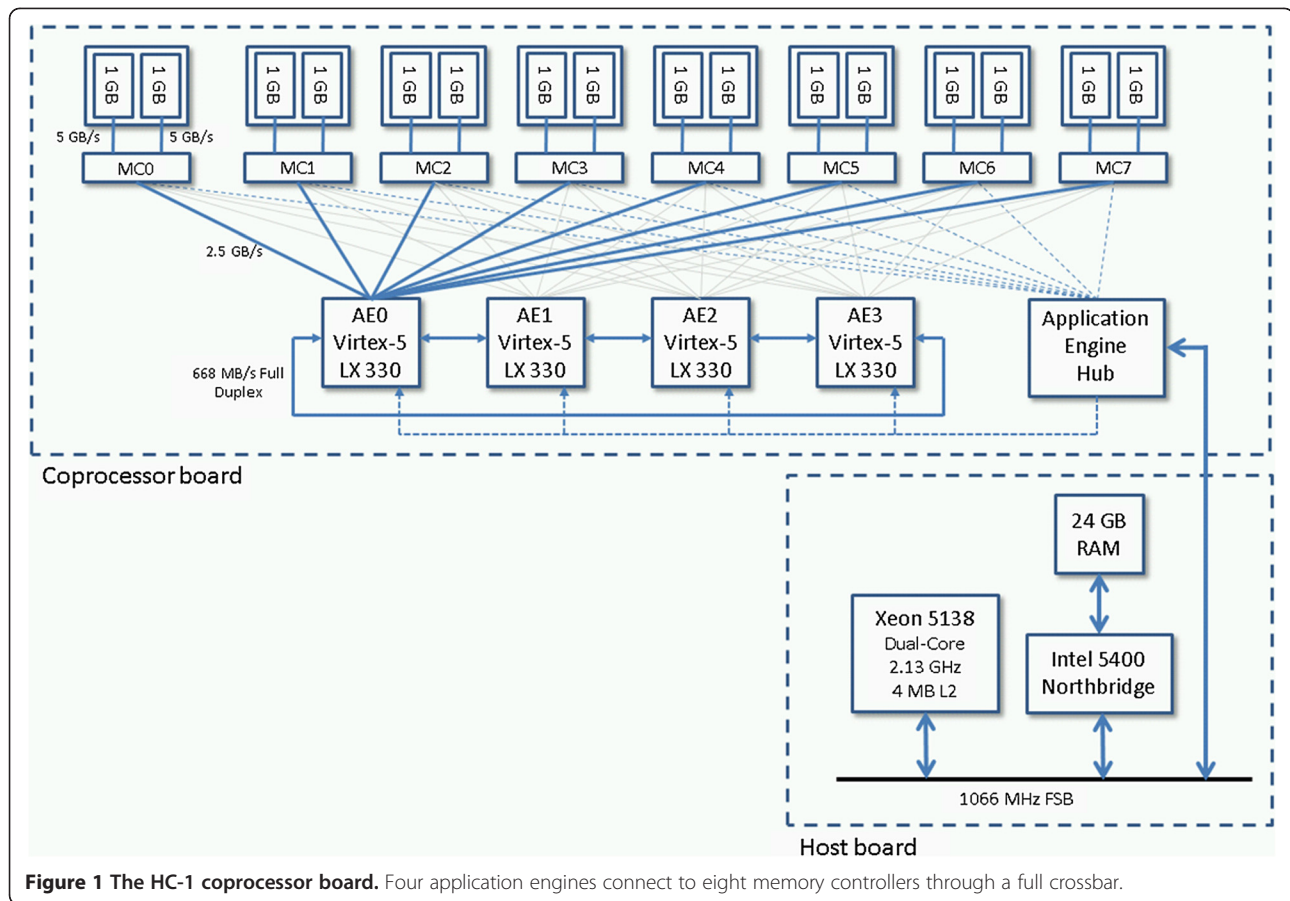 1 GB 1 GB 1 GB 1 GB 1 GB 1 GB 1 GB 1 GB 1 GB 1 GB 1 GB 1 GB 1 GB 1 GB 1 GB 1 GB
5 GB/s 5 GB/s
MC0 MC1 MC2 MC3 MC4 MC5 MC6 MC7
2.5 GB/s
AE0
Virtex-5
LX 330
AE1
Virtex-5
LX 330
AE2
Virtex-5
LX 330
AE3
Virtex-5
LX 330
Application
Engine
Hub
668 MB/s Full
Duplex
Coprocessor board
24 GB
RAM
Xeon 5138
Dual-Core
2.13 GHz
4 MB L2
Intel 5400
Northbridge
1066 MHz FSB
Host board
Figure 1 The HC-1 coprocessor board. Four application engines connect to eight memory controllers through a full crossbar.